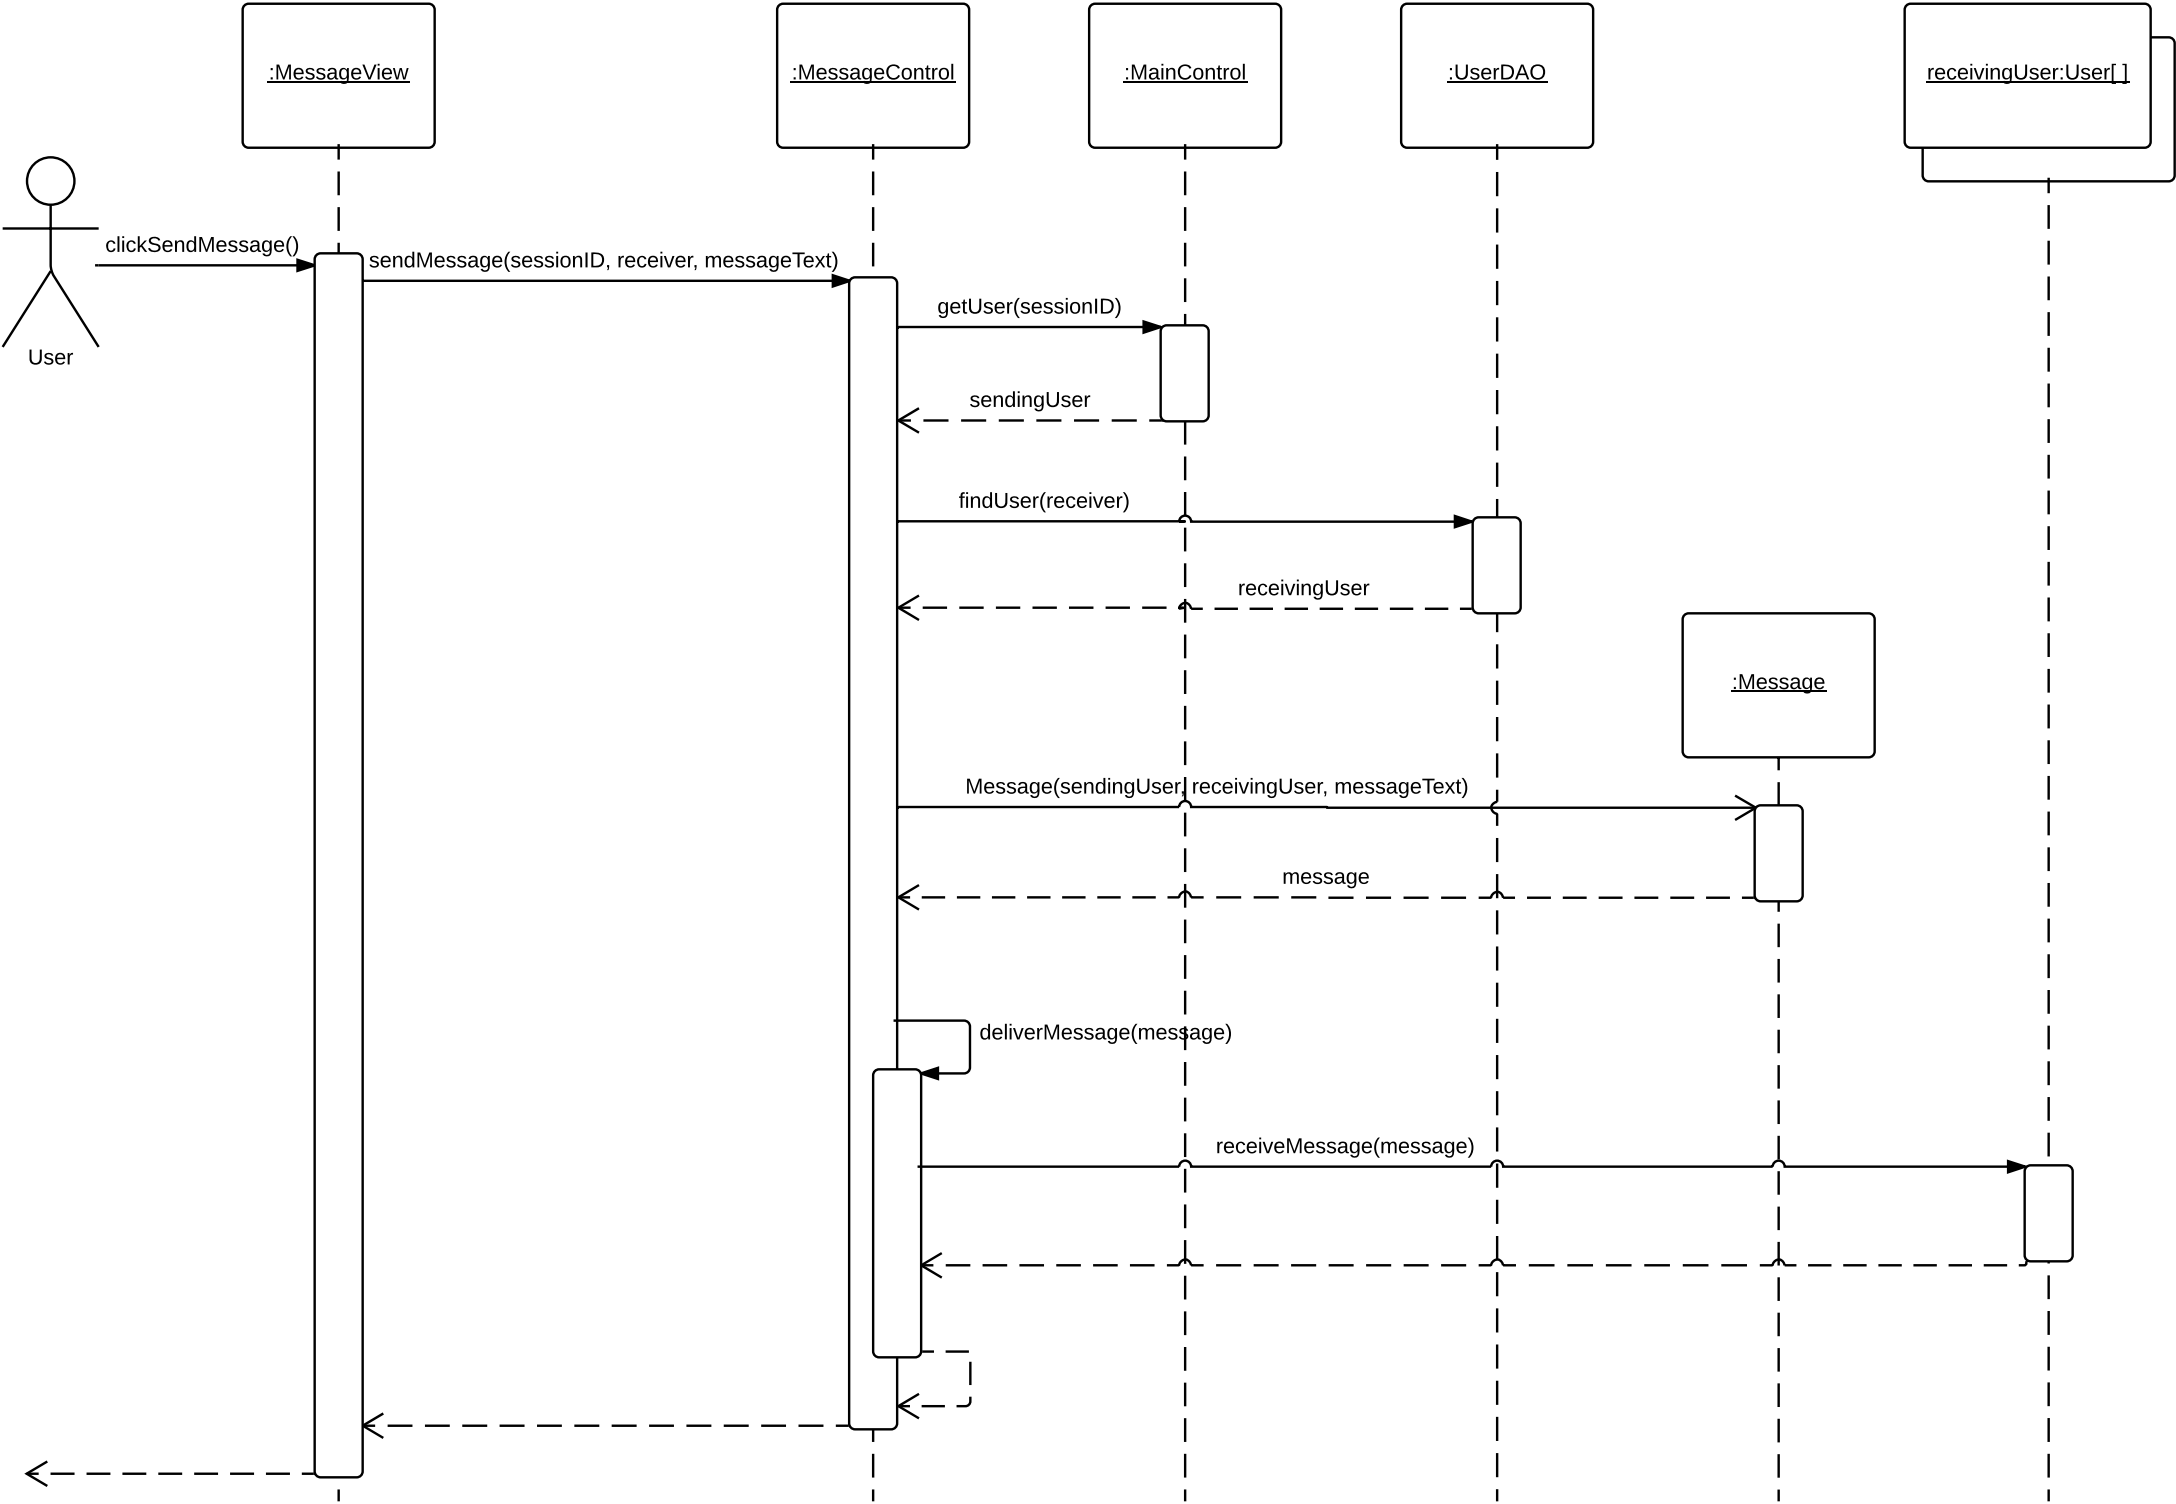 :MessageView
:MessageControl
:MainControl
:UserDAO
receivingUser:User[ ]
clickSendMessage()
sendMessage(sessionID, receiver, messageText)
getUser(sessionID)
User
sendingUser
findUser(receiver)
receivingUser
:Message
Message(sendingUser, receivingUser, messageText)
message
deliverMessage(message)
receiveMessage(message)